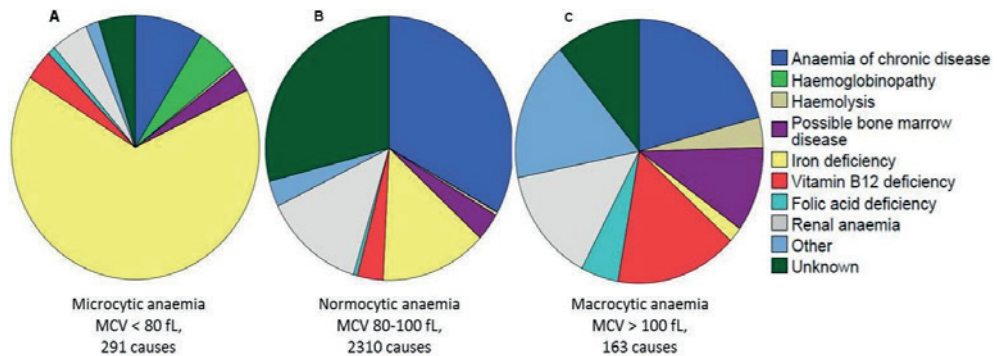 A
B
C
Anaemia of chronic disease
Haemoglobinopathy
Haemolysis
Possible bone marrow
disease
Iron deficiency
Vitamin B12 deficiency
Folic acid deficiency
Renal anaemia
Other
Unknown
Microcytic anaemia
MCV < 80 fL,
291 causes
Normocytic anaemia
MCV 80-100 fL,
2310 causes
Macrocytic anaemia
MCV > 100 fL,
163 causes